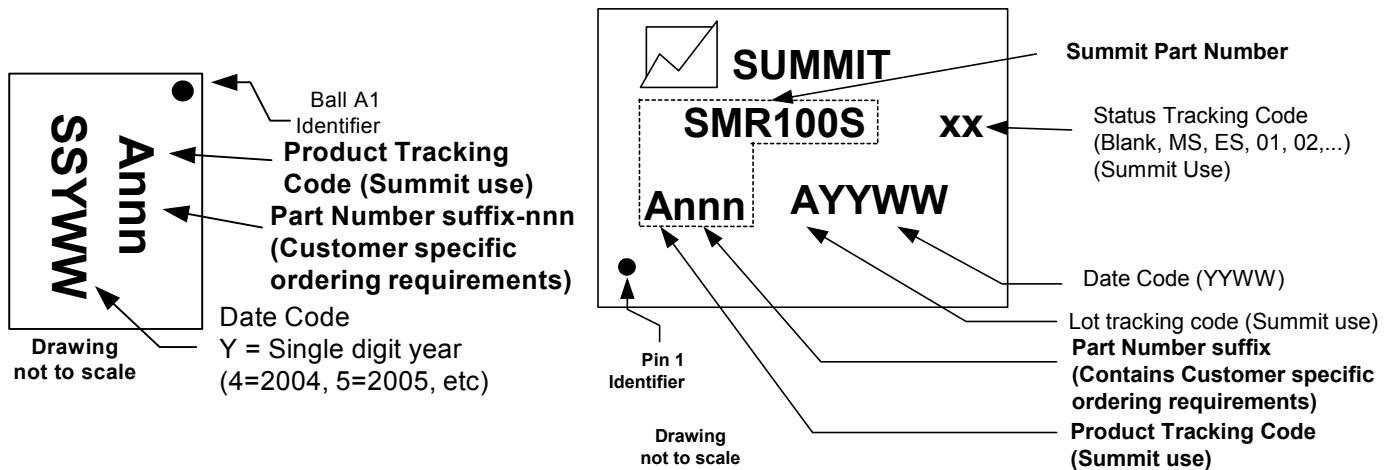 Ball A1
Identifier
Annn
SSYWW
Product Tracking
Code (Summit use)
Part Number suffix-nnn
(Customer specific
ordering requirements)
Date Code
Y = Single digit year
(4=2004, 5=2005, etc)
Drawing
not to scale
SUMMIT
SMR100S
xx
Annn
AYYWW
Summit Part Number
Status Tracking Code
(Blank, MS, ES, 01, 02,...)
(Summit Use)
Date Code (YYWW)
Lot tracking code (Summit use)
Part Number suffix
(Contains Customer specific
ordering requirements)
Product Tracking Code
(Summit use)
Pin 1
Identifier
Drawing
not to scale